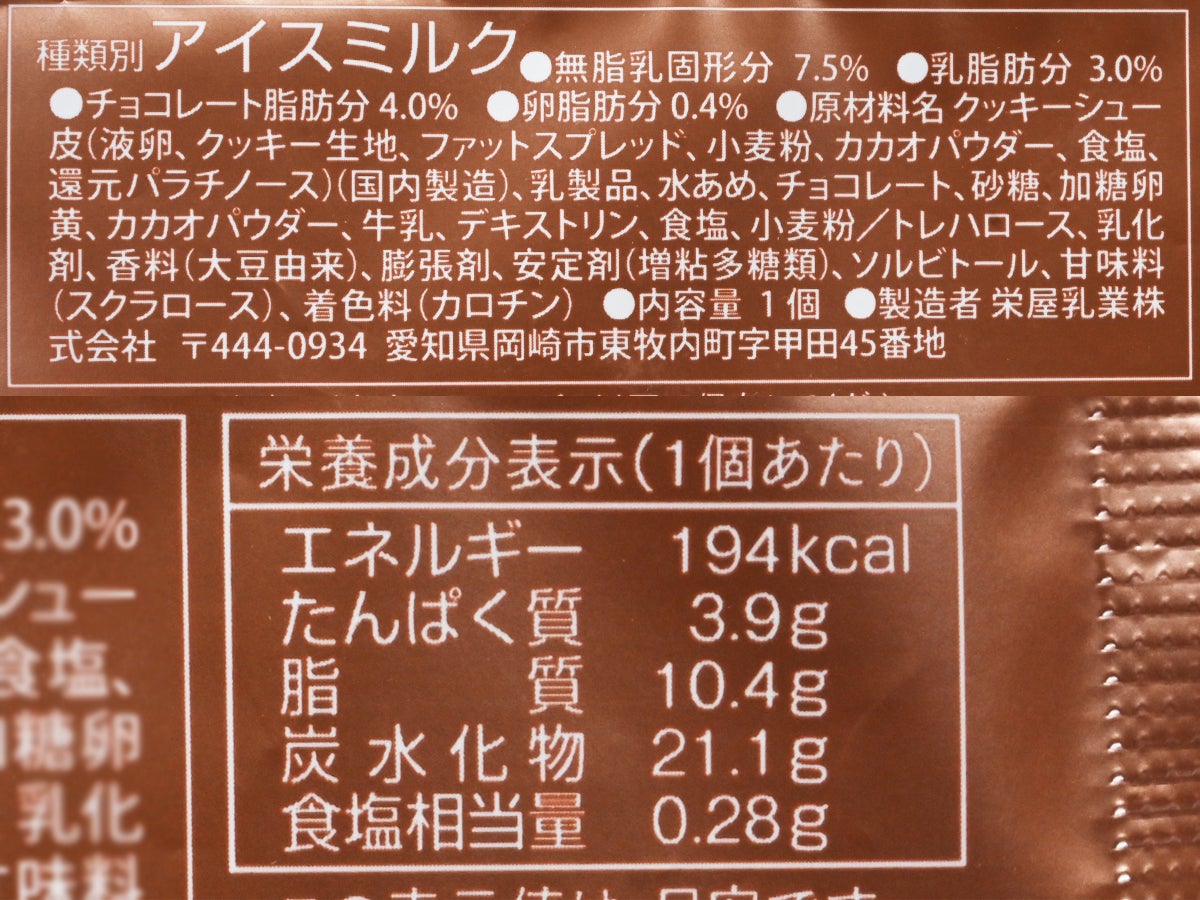 種類別 アイスミルク ●無脂乳固形分 7.5% ●乳脂肪分 3.0%
●チョコレート脂肪分 4.0% ●卵脂肪分 0.4% ●原材料名 クッキーシュー
皮(液卵、クッキー生地、ファットスプレッド、小麦粉、カカオパウダー、食塩、
還元パラチノース)(国内製造)、乳製品、水あめ、チョコレート、砂糖、加糖卵
黄、カカオパウダー、牛乳、デキストリン、食塩、小麦粉/トレハロース、乳化
剤、香料(大豆由来)、膨張剤、安定剤(増粘多糖類)、ソルビトール、甘味料
(スクラロース)、着色料(カロチン) ●内容量 1個 ●製造者 栄屋乳業株
式会社 〒444-0934 愛知県岡崎市東牧内町字甲田45番地
3.0%
シュー
食塩、
糖卵
乳化
味料
栄養成分表示(1個あたり)
エネルギー 194kcal
たんぱく質 3.9g
脂質 10.4g
炭水化物 21.1g
食塩相当量 0.28g